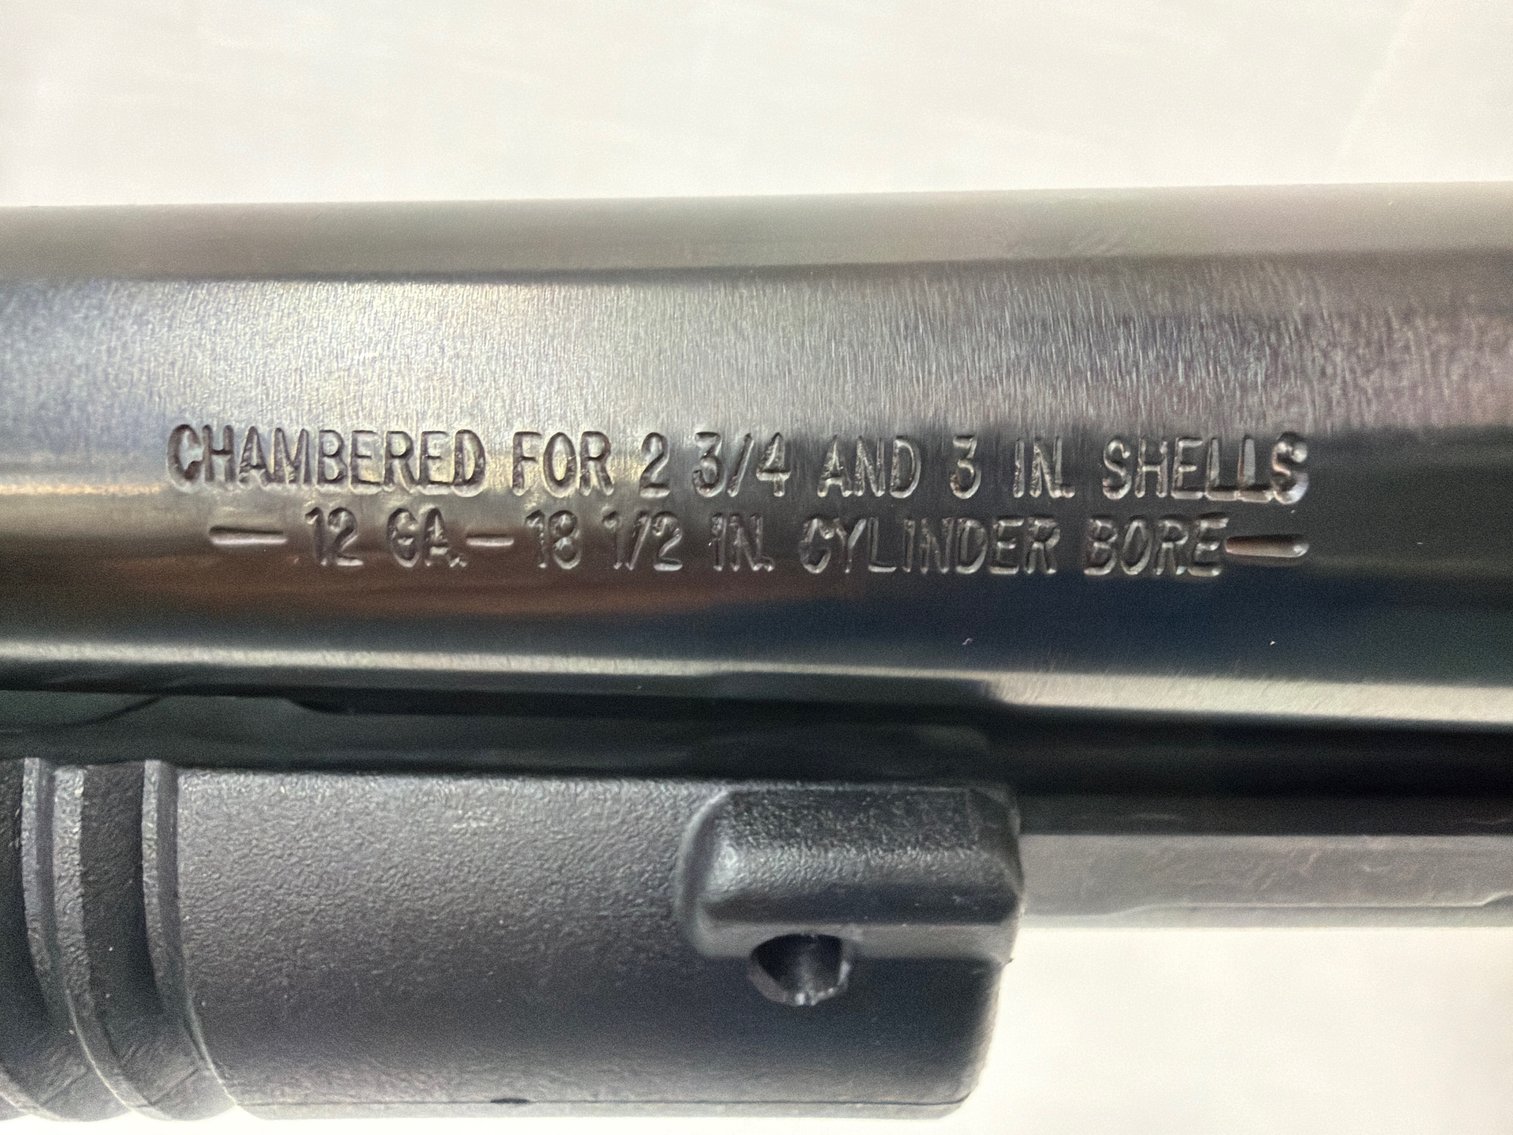 CHAMBERED FOR 2 3/4 AND 3 IN. SHELLS
— 12 GA. — 18 1/2 IN. CYLINDER BORE —